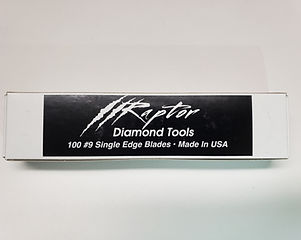 Raptor
Diamond Tools
100 #9 Single Edge Blades • Made In USA